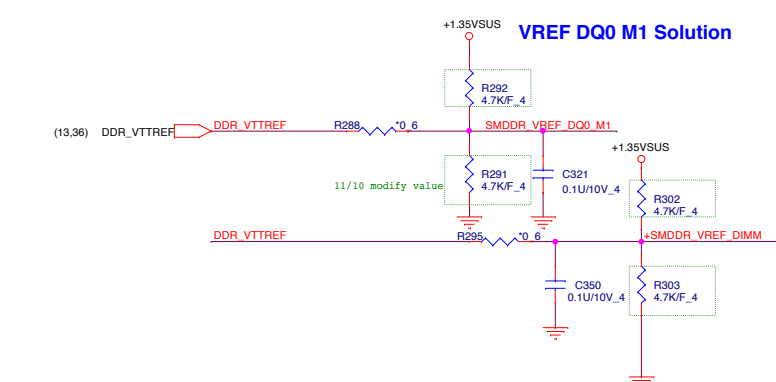 +1.35VSUS
VREF DQ0 M1 Solution
R292
4.7K/F_4
(13,36) DDR_VTTREF
DDR_VTTREF
R288
*0_6
SMDDR_VREF_DQ0_M1
+1.35VSUS
R291
4.7K/F_4
C321
0.1U/10V_4
11/10 modify value
R302
4.7K/F_4
DDR_VTTREF
R295
*0_6
+SMDDR_VREF_DIMM
C350
0.1U/10V_4
R303
4.7K/F_4